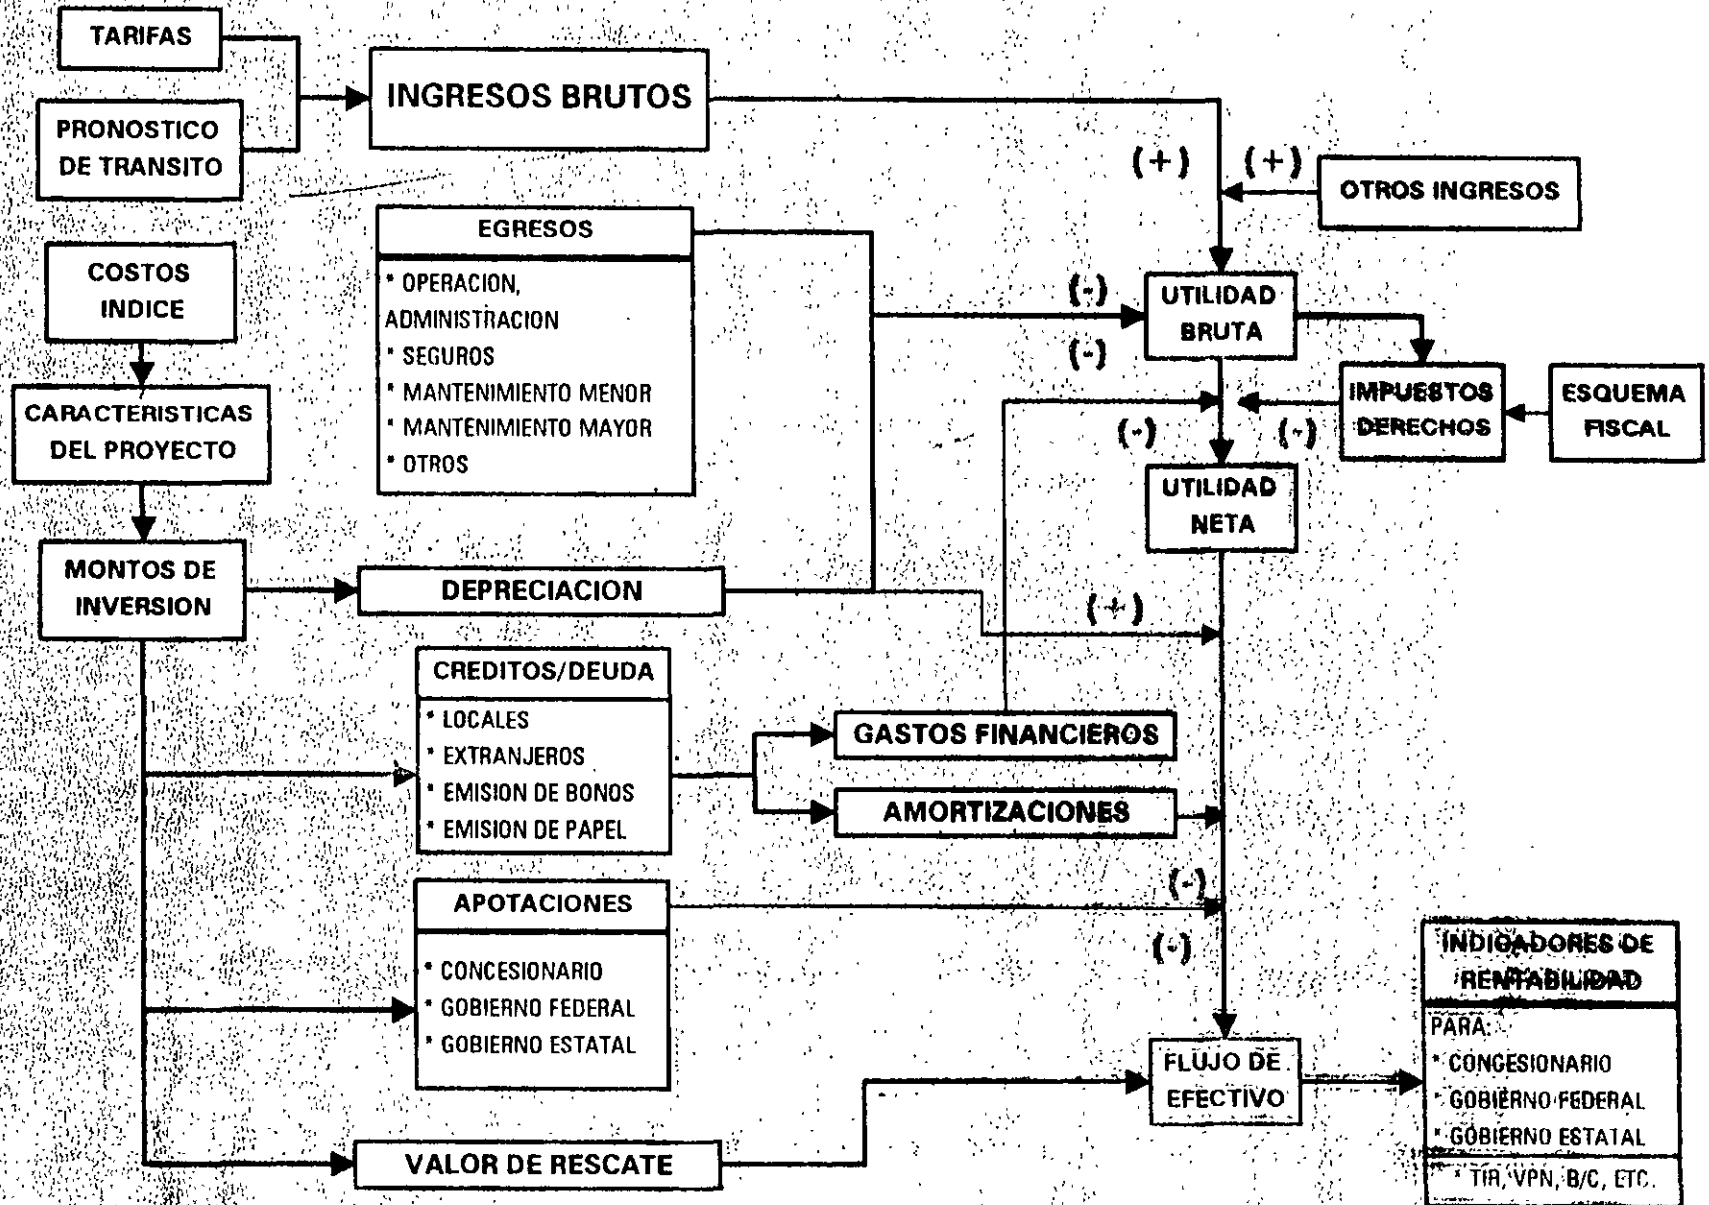 TARIFAS
PRONOSTICO
DE TRANSITO
INGRESOS BRUTOS
(+)
(+)
OTROS INGRESOS
COSTOS
INDICE
EGRESOS
* OPERACION,
ADMINISTRACION
* SEGUROS
* MANTENIMIENTO MENOR
* MANTENIMIENTO MAYOR
* OTROS
(-)
(-)
UTILIDAD
BRUTA
CARACTERISTICAS
DEL PROYECTO
IMPUESTOS
DERECHOS
ESQUEMA
FISCAL
(-)
(-)
UTILIDAD
NETA
MONTOS DE
INVERSION
DEPRECIACION
(+)
CREDITOS/DEUDA
* LOCALES
* EXTRANJEROS
* EMISION DE BONOS
* EMISION DE PAPEL
GASTOS FINANCIEROS
AMORTIZACIONES
(-)
APOTACIONES
* CONCESIONARIO
* GOBIERNO FEDERAL
* GOBIERNO ESTATAL
(-)
FLUJO DE
EFECTIVO
VALOR DE RESCATE
INDICADORES DE
RENTABILIDAD
PARA:
* CONCESIONARIO
* GOBIERNO FEDERAL
* GOBIERNO ESTATAL
* TIR, VPN, B/C, ETC.